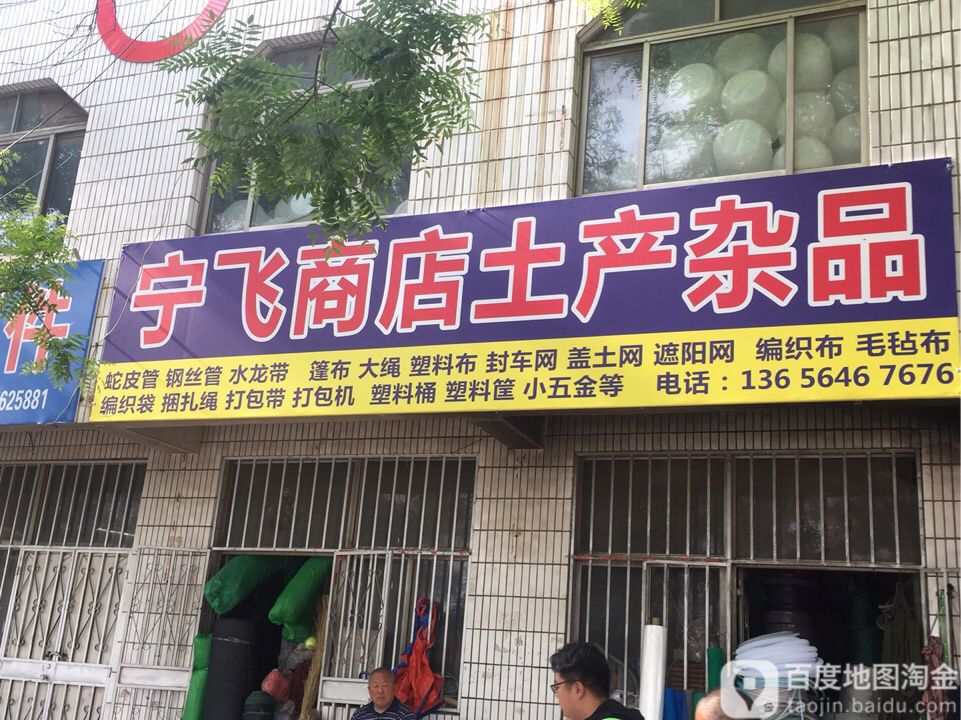 宁飞商店土产杂品
蛇皮管 钢丝管 水龙带 篷布 大绳 塑料布 封车网 盖土网 遮阳网 编织布 毛毡布
编织袋 捆扎绳 打包带 打包机 塑料桶 塑料筐 小五金等 电话：136 5646 7676
件
625881
百度地图淘金
taojin.baidu.com